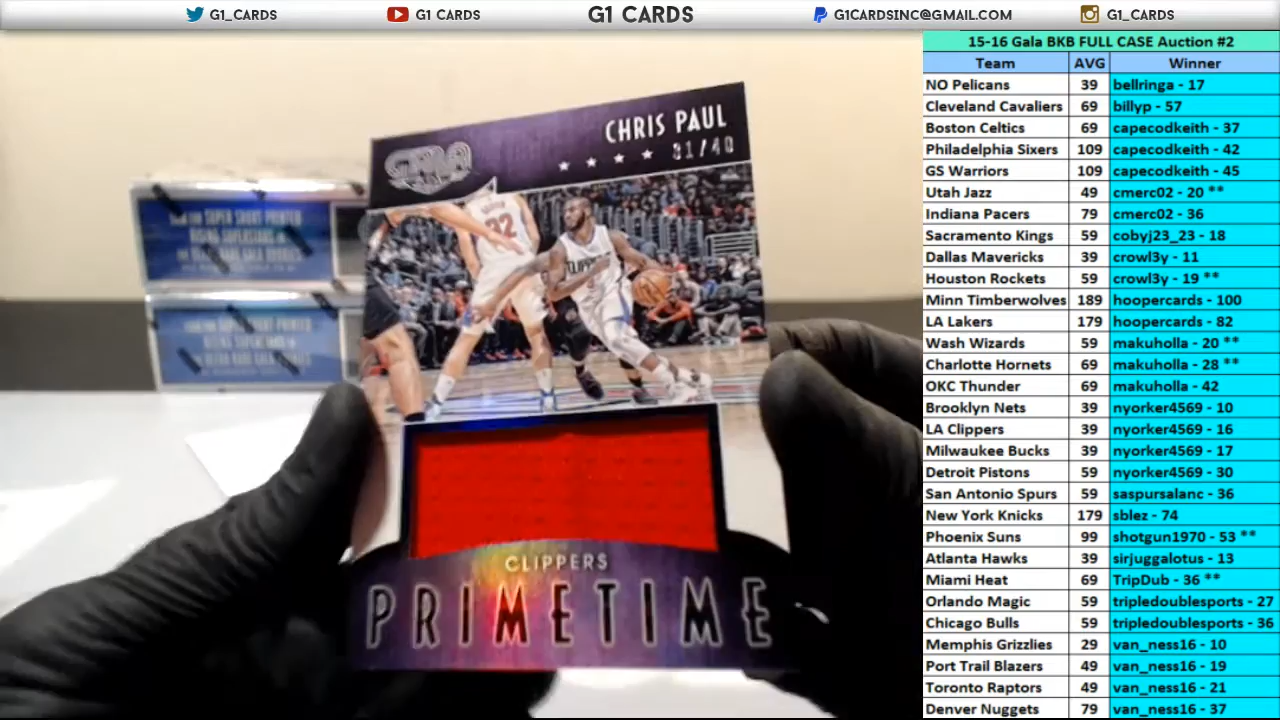 G1_CARDS
G1 CARDS
G1 CARDS
G1CARDSINC@GMAIL.COM
G1_CARDS
GALA
CHRIS PAUL
31/40
32
CLIPPERS
CLIPPERS
PRIMETIME
15-16 Gala BKB FULL CASE Auction #2
Team AVG Winner
NO Pelicans 39 bellringa - 17
Cleveland Cavaliers 69 billyp - 57
Boston Celtics 69 capecodkeith - 37
Philadelphia Sixers 109 capecodkeith - 42
GS Warriors 109 capecodkeith - 45
Utah Jazz 49 cmerc02 - 20 **
Indiana Pacers 79 cmerc02 - 36
Sacramento Kings 59 cobyj23_23 - 18
Dallas Mavericks 39 crowl3y - 11
Houston Rockets 59 crowl3y - 19 **
Minn Timberwolves 189 hoopercards - 100
LA Lakers 179 hoopercards - 82
Wash Wizards 59 makuholla - 20 **
Charlotte Hornets 69 makuholla - 28 **
OKC Thunder 69 makuholla - 42
Brooklyn Nets 39 nyorker4569 - 10
LA Clippers 39 nyorker4569 - 16
Milwaukee Bucks 39 nyorker4569 - 17
Detroit Pistons 59 nyorker4569 - 30
San Antonio Spurs 59 saspursalanc - 36
New York Knicks 179 sblez - 74
Phoenix Suns 99 shotgun1970 - 53 **
Atlanta Hawks 39 sirjuggalotus - 13
Miami Heat 69 TripDub - 36 **
Orlando Magic 59 tripledoublesports - 27
Chicago Bulls 59 tripledoublesports - 36
Memphis Grizzlies 29 van_ness16 - 10
Port Trail Blazers 49 van_ness16 - 19
Toronto Raptors 49 van_ness16 - 21
Denver Nuggets 79 van_ness16 - 37